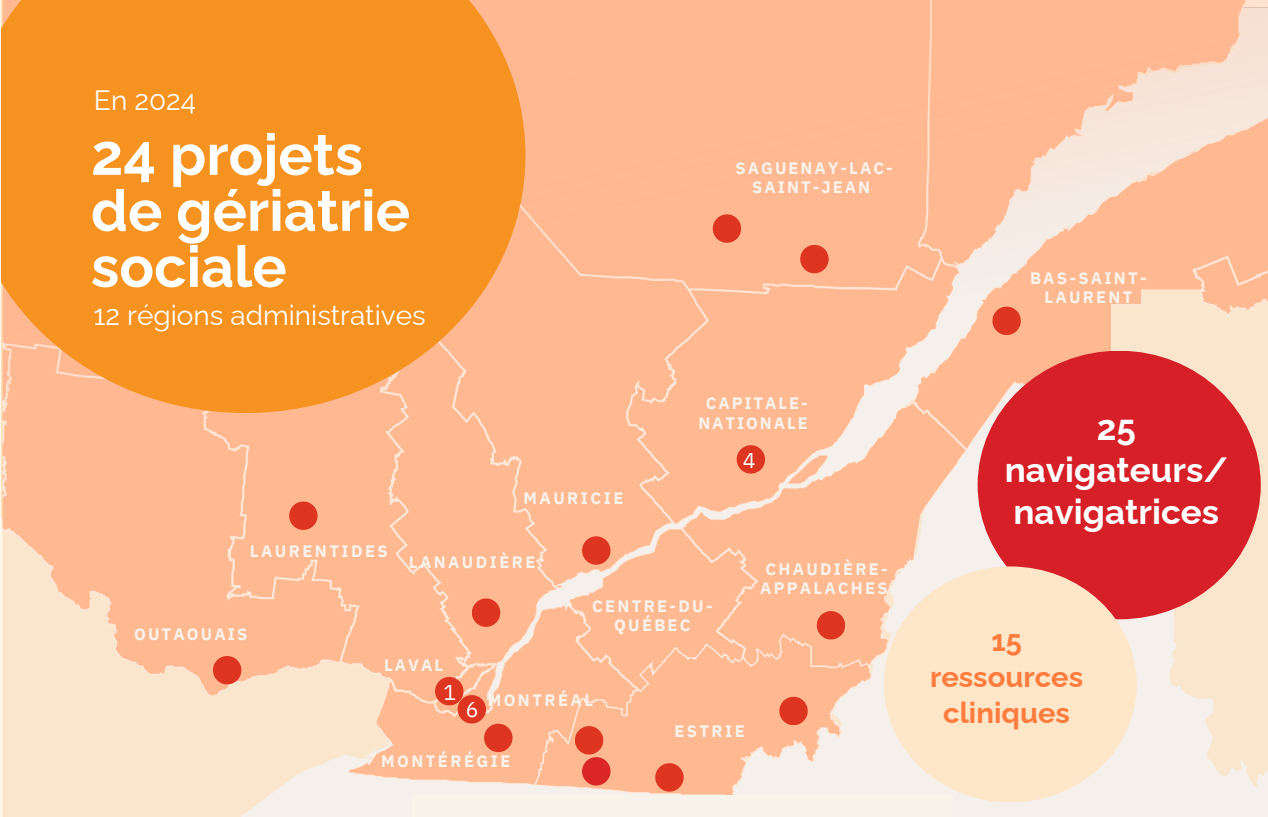 En 2024
24 projets
de gériatrie
sociale
12 régions administratives
SAGUENAY-LAC-
SAINT-JEAN
BAS-SAINT-
LAURENT
CAPITALE-
NATIONALE
4
25
navigateurs/
navigatrices
MAURICIE
LAURENTIDES
LANAUDIÈRE
CHAUDIÈRE-
APPALACHES
CENTRE-DU-
QUÉBEC
OUTAOUAIS
15
ressources
cliniques
LAVAL
1
6
MONTRÉAL
ESTRIE
MONTÉRÉGIE